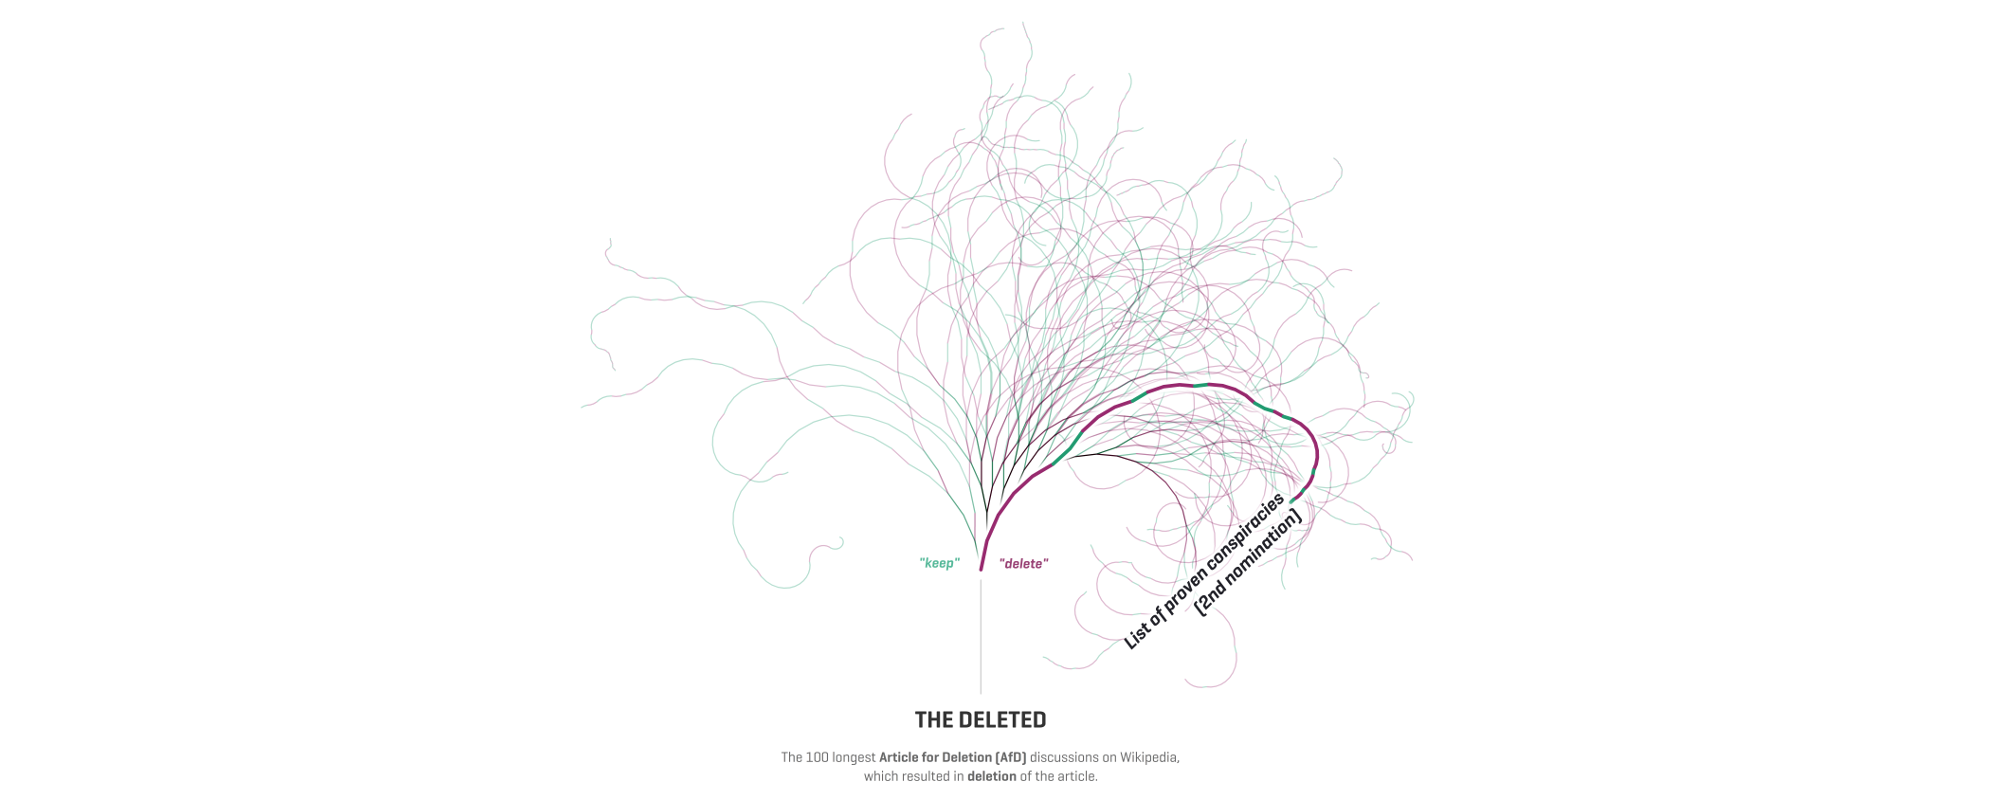 List of proven conspiracies
(2nd nomination)
"keep" "delete"
THE DELETED
The 100 longest Article for Deletion (AfD) discussions on Wikipedia,
which resulted in deletion of the article.